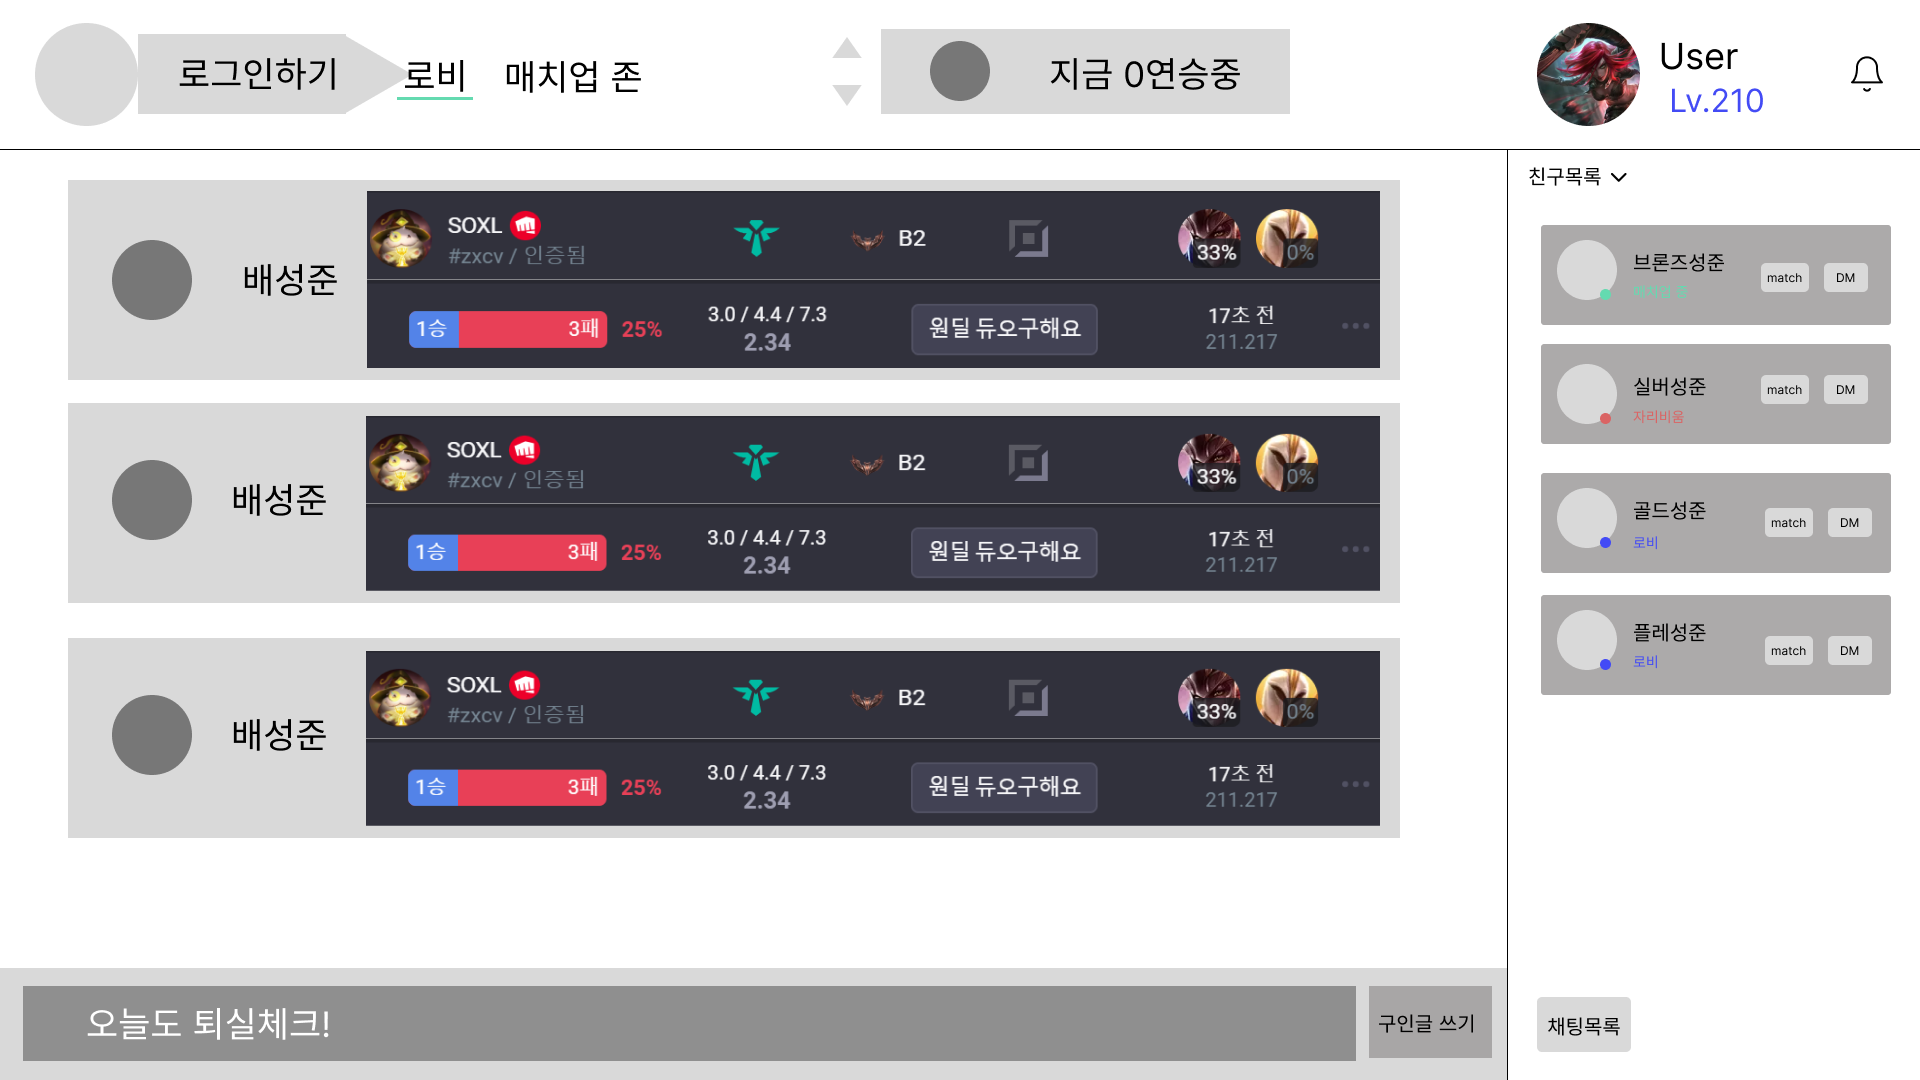 로그인하기
로비
매치업 존
지금 0연승중
User
Lv.210
배성준
SOXL
#zxcv / 인증됨
B2
33%
0%
1승
3패
25%
3.0 / 4.4 / 7.3
2.34
원딜 듀오구해요
17초 전
211.217
배성준
SOXL
#zxcv / 인증됨
B2
33%
0%
1승
3패
25%
3.0 / 4.4 / 7.3
2.34
원딜 듀오구해요
17초 전
211.217
배성준
SOXL
#zxcv / 인증됨
B2
33%
0%
1승
3패
25%
3.0 / 4.4 / 7.3
2.34
원딜 듀오구해요
17초 전
211.217
친구목록
브론즈성준
매치업 존
match
DM
실버성준
자리비움
match
DM
골드성준
로비
match
DM
플레성준
로비
match
DM
오늘도 퇴실체크!
구인글 쓰기
채팅목록